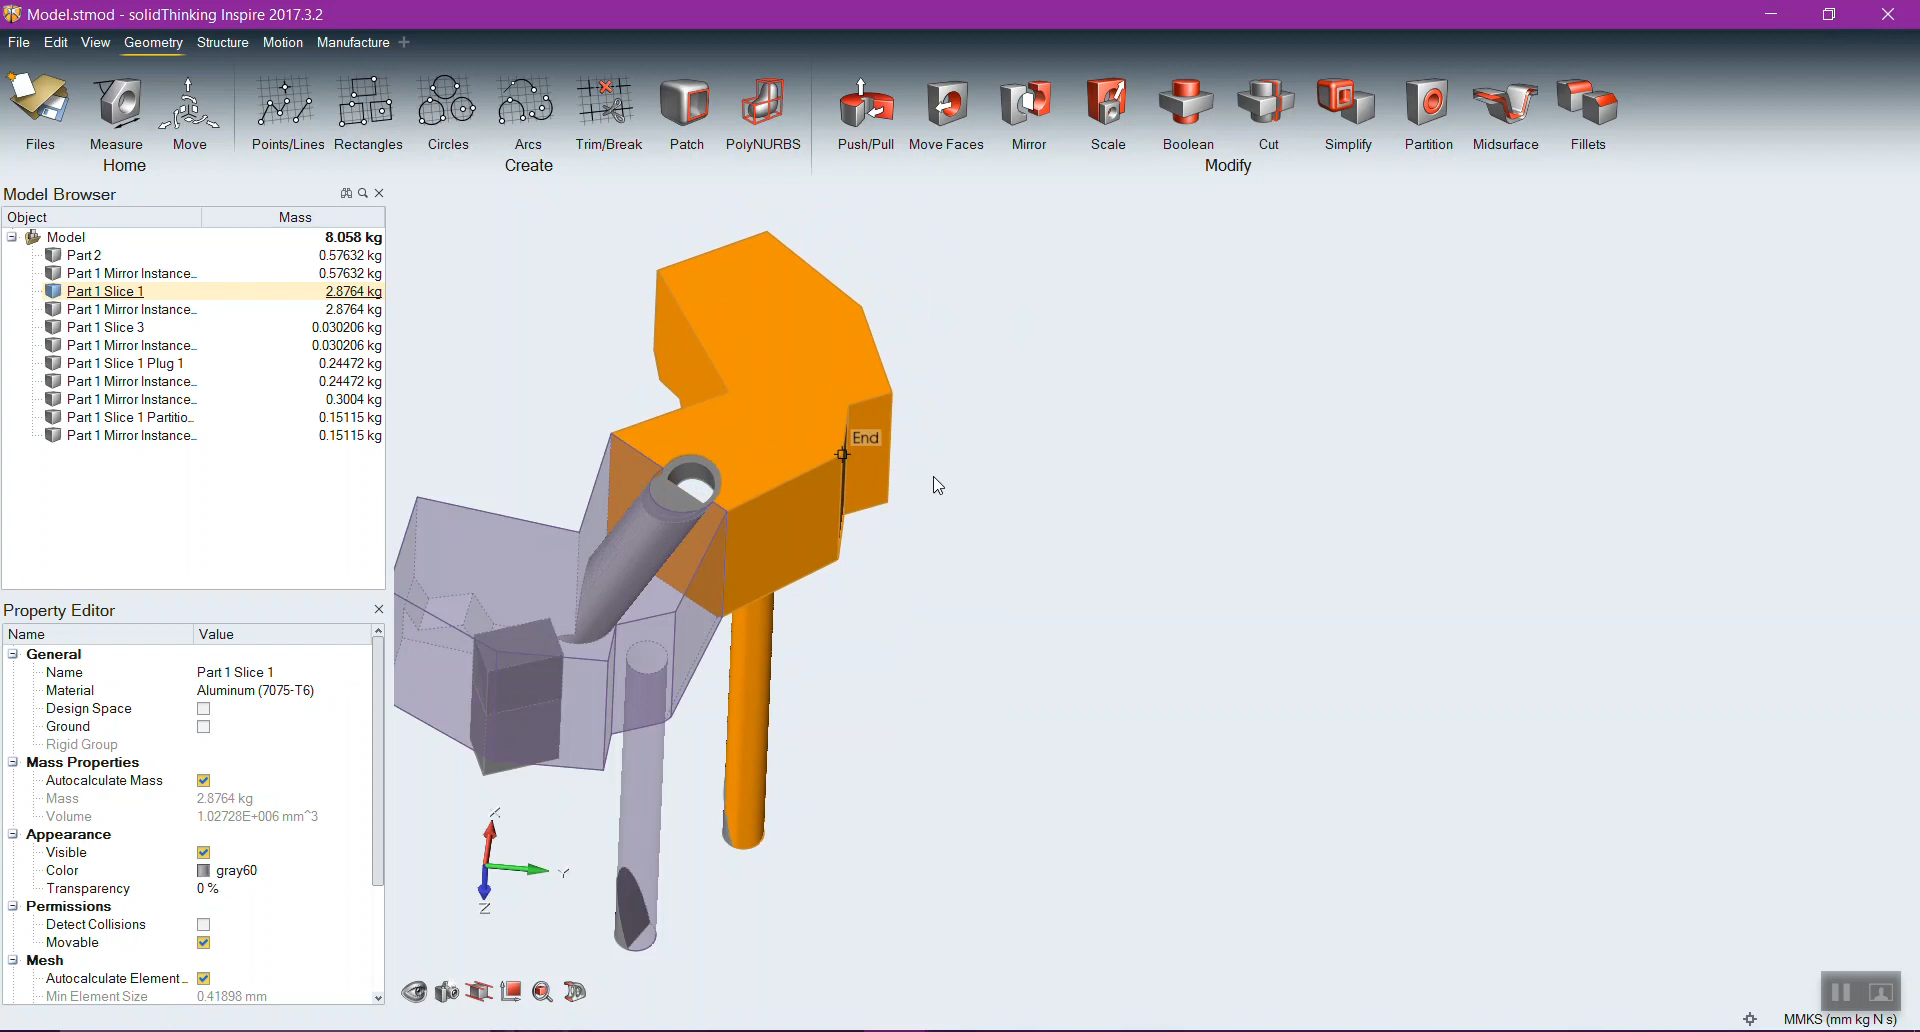 Model.stmod - solidThinking Inspire 2017.3.2
File Edit View Geometry Structure Motion Manufacture
Files Measure Move Points/Lines Rectangles Circles Arcs Trim/Break Patch PolyNURBS Push/Pull Move Faces Mirror Scale Boolean Cut Simplify Partition Midsurface Fillets
Home Create Modify
Model Browser
Object Mass
Model 8.058 kg
Part 2 0.57632 kg
Part 1 Mirror Instance... 0.57632 kg
Part 1 Slice 1 2.8764 kg
Part 1 Mirror Instance... 2.8764 kg
Part 1 Slice 3 0.030206 kg
Part 1 Mirror Instance... 0.030206 kg
Part 1 Slice 1 Plug 1 0.24472 kg
Part 1 Mirror Instance... 0.24472 kg
Part 1 Mirror Instance... 0.3004 kg
Part 1 Slice 1 Partitio... 0.15115 kg
Part 1 Mirror Instance... 0.15115 kg
End
Property Editor
Name Value
General
Name Part 1 Slice 1
Material Aluminum (7075-T6)
Design Space
Ground
Rigid Group
Mass Properties
Autocalculate Mass
Mass 2.8764 kg
Volume 1.02728E+006 mm^3
Appearance
Visible
Color gray60
Transparency 0 %
Permissions
Detect Collisions
Movable
Mesh
Autocalculate Element...
Min Element Size 0.41898 mm
X
Y
Z
MMKS (mm kg N s)